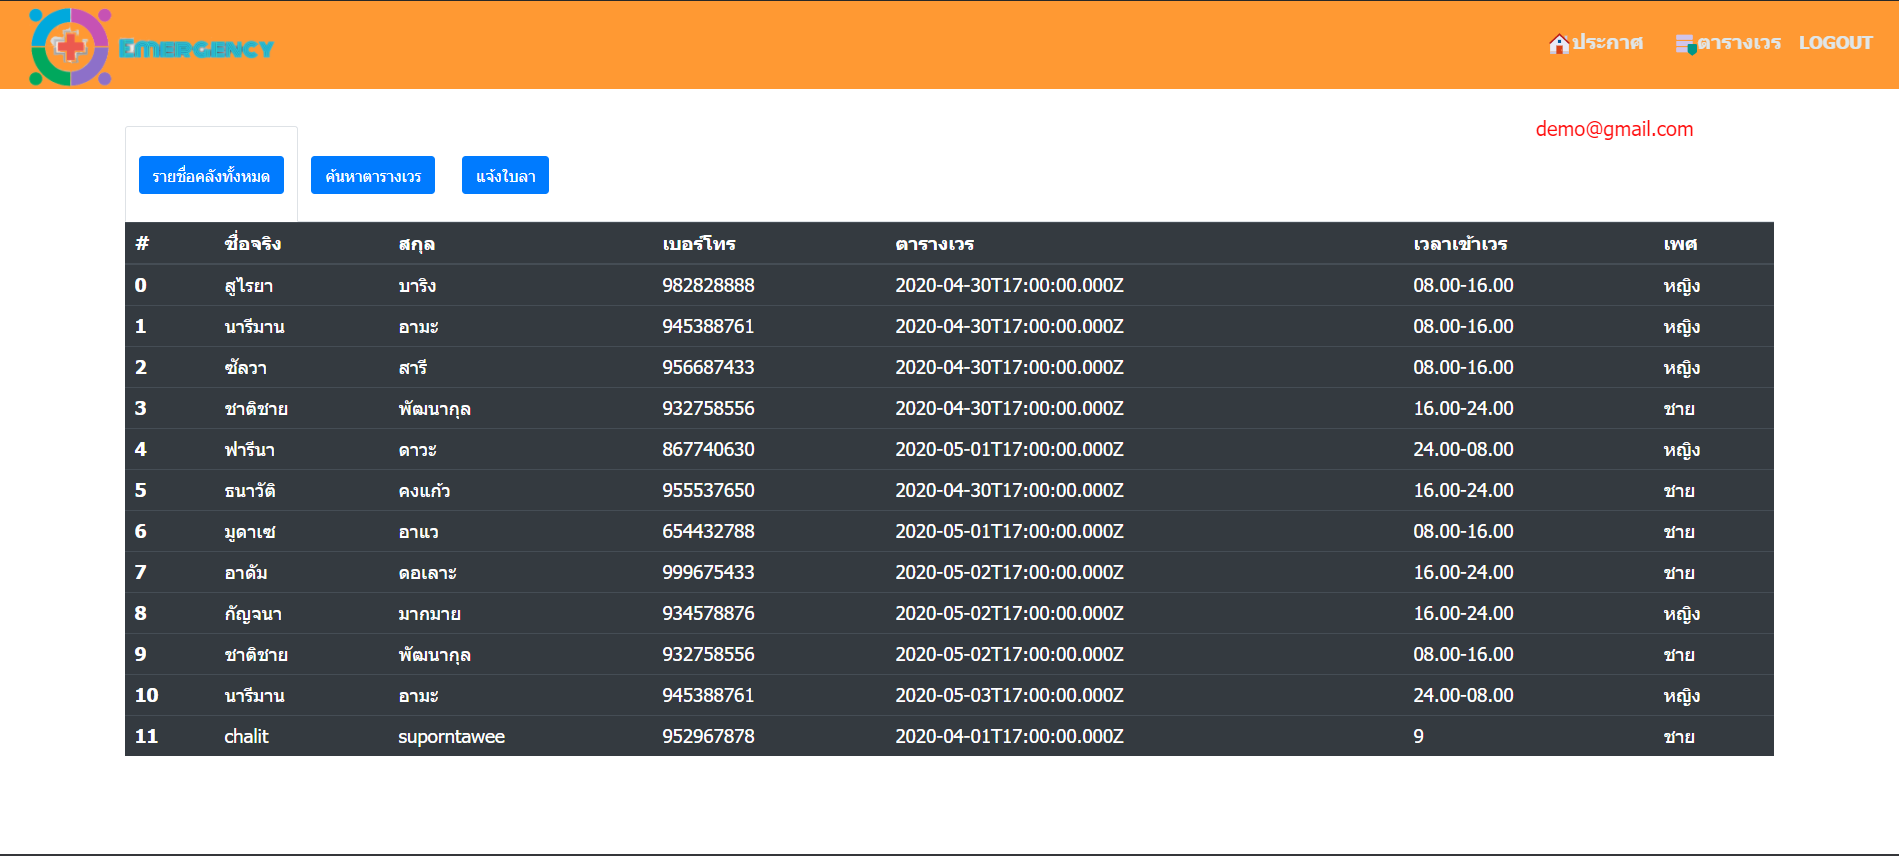 EMERGENCY
ประกาศ ตารางเวร LOGOUT
demo@gmail.com
รายชื่อคลังทั้งหมด ค้นหาตารางเวร แจ้งใบลา
# ชื่อจริง สกุล เบอร์โทร ตารางเวร เวลาเข้าเวร เพศ
0 สูไรยา บาริง 982828888 2020-04-30T17:00:00.000Z 08.00-16.00 หญิง
1 นารีมาน อามะ 945388761 2020-04-30T17:00:00.000Z 08.00-16.00 หญิง
2 ซัลวา สารี 956687433 2020-04-30T17:00:00.000Z 08.00-16.00 หญิง
3 ชาติชาย พัฒนากุล 932758556 2020-04-30T17:00:00.000Z 16.00-24.00 ชาย
4 ฟารีนา ดาวะ 867740630 2020-05-01T17:00:00.000Z 24.00-08.00 หญิง
5 ธนาวัติ คงแก้ว 955537650 2020-04-30T17:00:00.000Z 16.00-24.00 ชาย
6 มูดาเซ อาแว 654432788 2020-05-01T17:00:00.000Z 08.00-16.00 ชาย
7 อาดัม ดอเลาะ 999675433 2020-05-02T17:00:00.000Z 16.00-24.00 ชาย
8 กัญจนา มากมาย 934578876 2020-05-02T17:00:00.000Z 16.00-24.00 หญิง
9 ชาติชาย พัฒนากุล 932758556 2020-05-02T17:00:00.000Z 08.00-16.00 ชาย
10 นารีมาน อามะ 945388761 2020-05-03T17:00:00.000Z 24.00-08.00 หญิง
11 chalit suporntawee 952967878 2020-04-01T17:00:00.000Z 9 ชาย